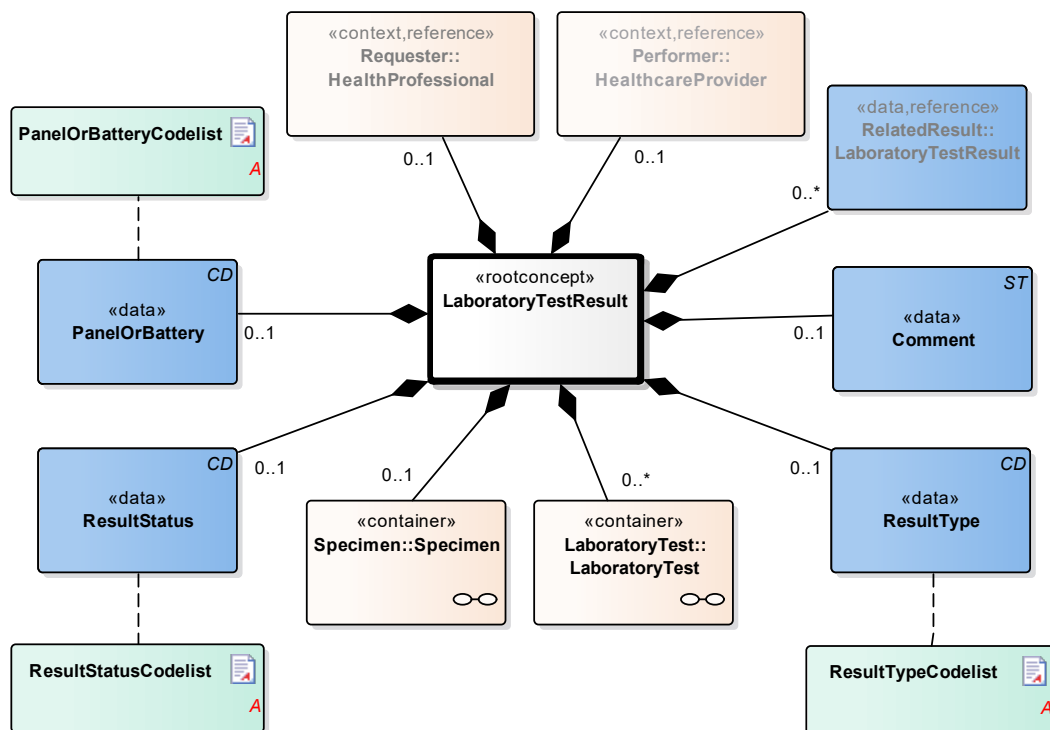 «context,reference»
Requester::
HealthProfessional
«context,reference»
Performer::
HealthcareProvider
«data,reference»
RelatedResult::
LaboratoryTestResult
PanelOrBatteryCodelist
A
0..1
0..1
0..*
CD
«data»
PanelOrBattery
0..1
«rootconcept»
LaboratoryTestResult
ST
«data»
Comment
0..1
CD
«data»
ResultStatus
0..1
0..1
«container»
Specimen::Specimen
0..*
«container»
LaboratoryTest::
LaboratoryTest
0..1
CD
«data»
ResultType
ResultStatusCodelist
A
ResultTypeCodelist
A